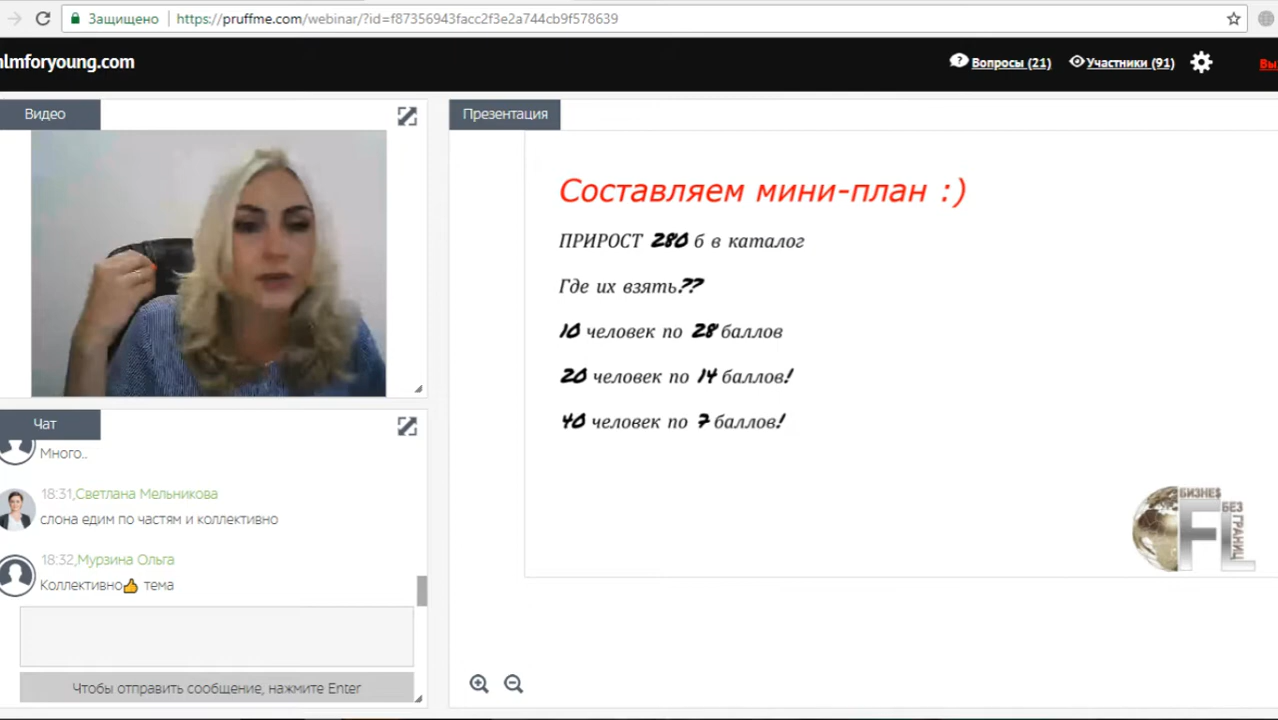 Защищено
https://pruffme.com/webinar/?id=f87356943facc2f3e2a744cb9f578639
mlmforyoung.com
Вопросы (21)
Участники (91)
Вы
Видео
Презентация
Составляем мини-план :)
ПРИРОСТ 280 б в каталог
Где их взять??
10 человек по 28 баллов
20 человек по 14 баллов!
40 человек по 7 баллов!
БИЗНЕС
БЕЗ
ГРАНИЦ
FL
Чат
Много..
18:31,Светлана Мельникова
слона едим по частям и коллективно
18:32,Мурзина Ольга
Коллективно👍 тема
Чтобы отправить сообщение, нажмите Enter